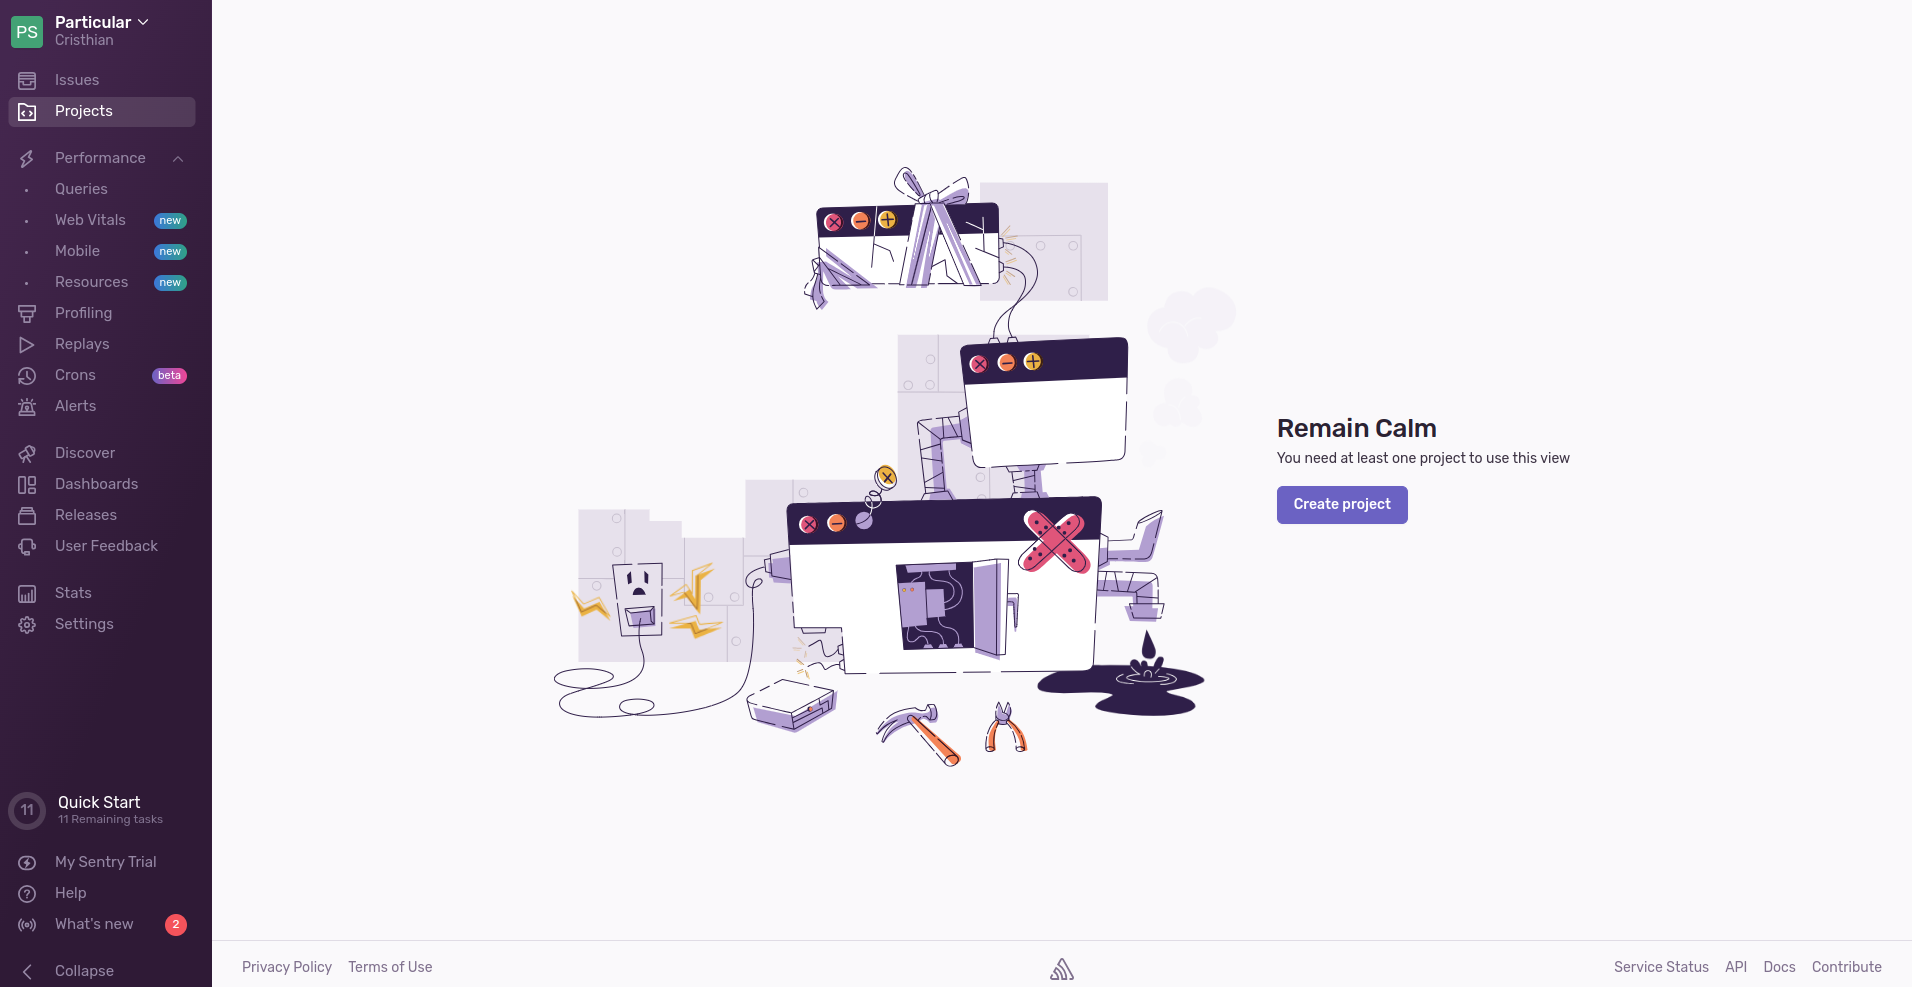 PS
Particular
Cristhian
Issues
Projects
Performance
Queries
Web Vitals new
Mobile new
Resources new
Profiling
Replays
Crons beta
Alerts
Discover
Dashboards
Releases
User Feedback
Stats
Settings
11
Quick Start
11 Remaining tasks
My Sentry Trial
Help
What's new 2
Collapse
Remain Calm
You need at least one project to use this view
Create project
Privacy Policy Terms of Use
Service Status API Docs Contribute